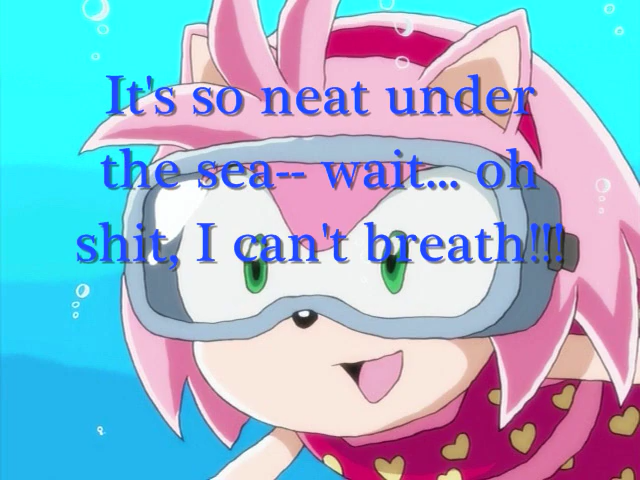 It's so neat under
the sea-- wait... oh
shit, I can't breath!!!